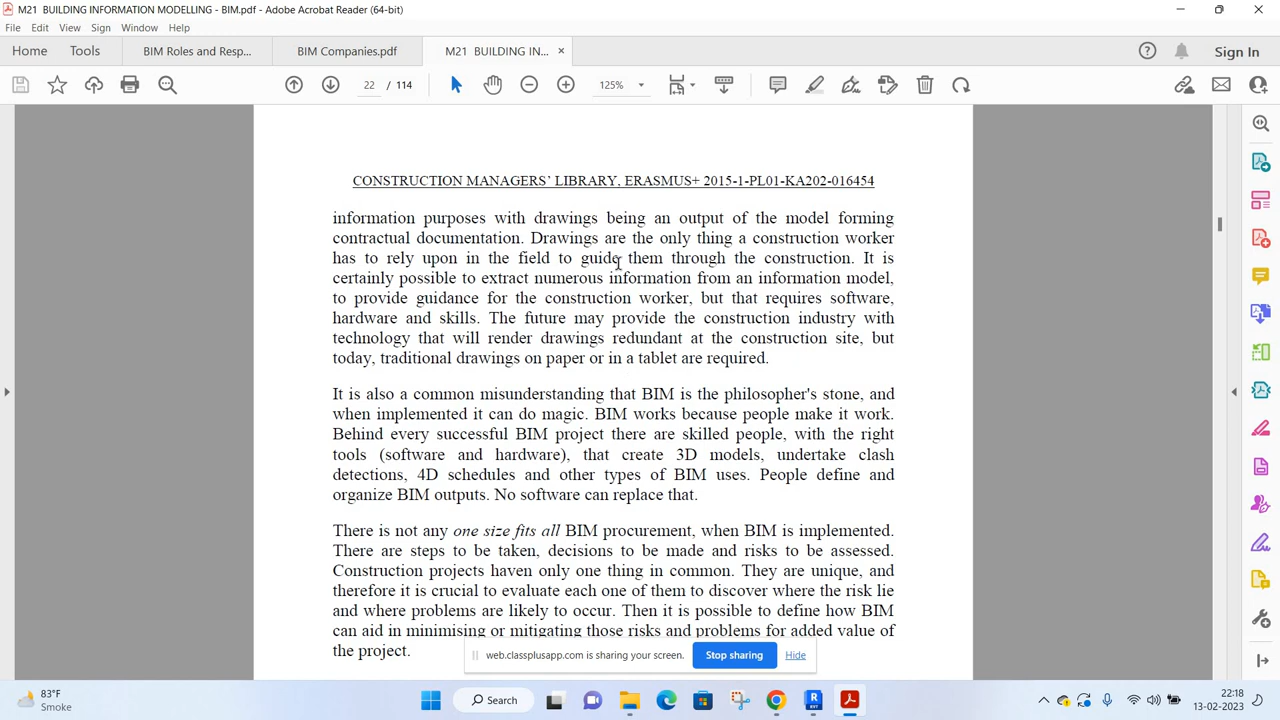 M21 BUILDING INFORMATION MODELLING - BIM.pdf - Adobe Acrobat Reader (64-bit)
File Edit View Sign Window Help
Home Tools BIM Roles and Resp... BIM Companies.pdf M21 BUILDING IN... × Sign In
22 / 114 125%
CONSTRUCTION MANAGERS' LIBRARY, ERASMUS+ 2015-1-PL01-KA202-016454
information purposes with drawings being an output of the model forming
contractual documentation. Drawings are the only thing a construction worker
has to rely upon in the field to guide them through the construction. It is
certainly possible to extract numerous information from an information model,
to provide guidance for the construction worker, but that requires software,
hardware and skills. The future may provide the construction industry with
technology that will render drawings redundant at the construction site, but
today, traditional drawings on paper or in a tablet are required.
It is also a common misunderstanding that BIM is the philosopher's stone, and
when implemented it can do magic. BIM works because people make it work.
Behind every successful BIM project there are skilled people, with the right
tools (software and hardware), that create 3D models, undertake clash
detections, 4D schedules and other types of BIM uses. People define and
organize BIM outputs. No software can replace that.
There is not any one size fits all BIM procurement, when BIM is implemented.
There are steps to be taken, decisions to be made and risks to be assessed.
Construction projects haven only one thing in common. They are unique, and
therefore it is crucial to evaluate each one of them to discover where the risk lie
and where problems are likely to occur. Then it is possible to define how BIM
can aid in minimising or mitigating those risks and problems for added value of
the project.
web.classplusapp.com is sharing your screen. Stop sharing Hide
83°F
Smoke
Search
22:18
13-02-2023